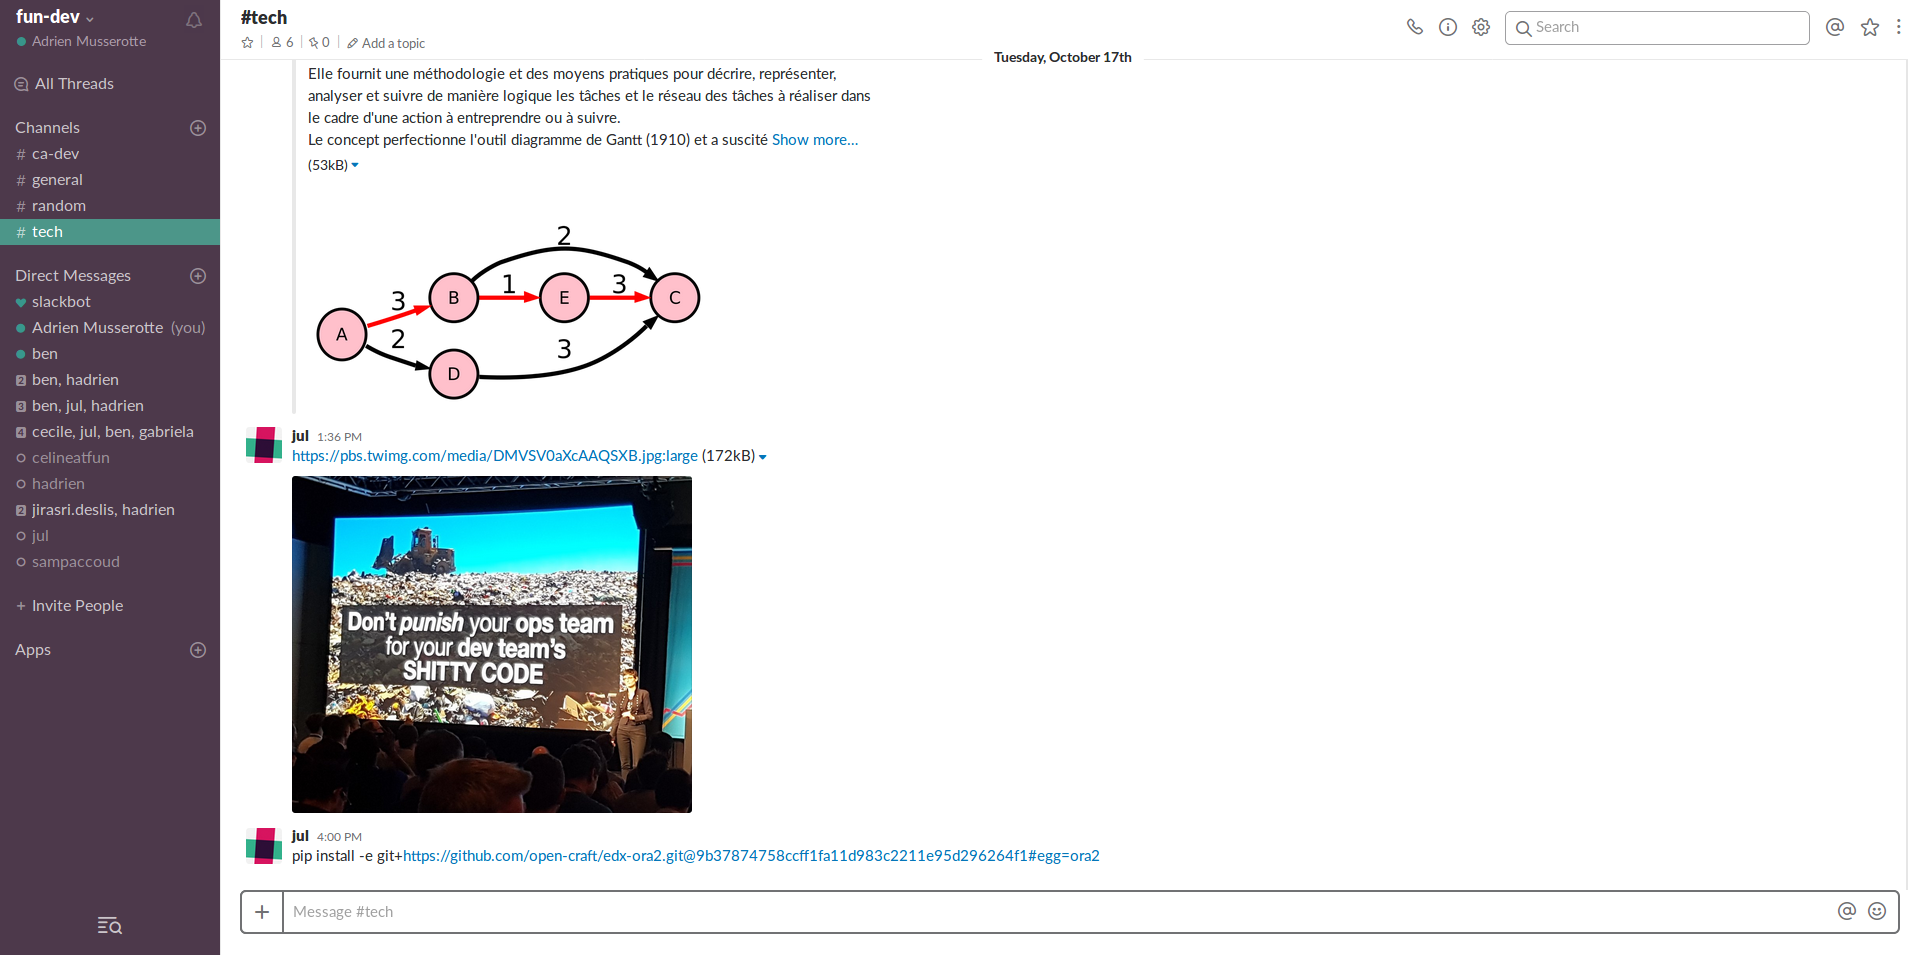 fun-dev
Adrien Musserotte
All Threads
Channels
# ca-dev
# general
# random
# tech
Direct Messages
slackbot
Adrien Musserotte (you)
ben
2 ben, hadrien
3 ben, jul, hadrien
4 cecile, jul, ben, gabriela
celineatfun
hadrien
2 jirasri.deslis, hadrien
jul
sampaccoud
+ Invite People
Apps
#tech
6
0
Add a topic
Search
Tuesday, October 17th
Elle fournit une méthodologie et des moyens pratiques pour décrire, représenter,
analyser et suivre de manière logique les tâches et le réseau des tâches à réaliser dans
le cadre d'une action à entreprendre ou à suivre.
Le concept perfectionne l'outil diagramme de Gantt (1910) et a suscité Show more...
(53kB)
2
3
B
1
E
3
C
A
2
3
D
jul 1:36 PM
https://pbs.twimg.com/media/DMVSV0aXcAAQSXB.jpg:large (172kB)
Don't punish your ops team
for your dev team's
SHITTY CODE
jul 4:00 PM
pip install -e git+https://github.com/open-craft/edx-ora2.git@9b37874758ccff1fa11d983c2211e95d296264f1#egg=ora2
Message #tech